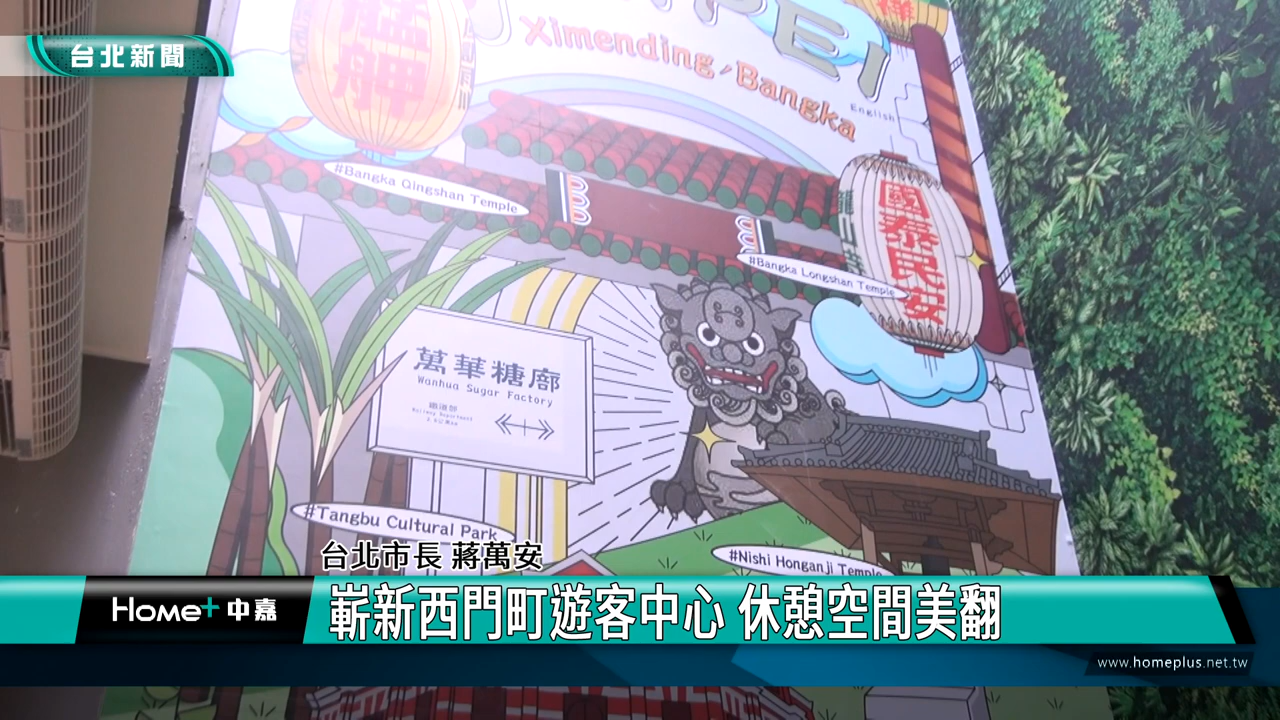 台北新聞
艋舺
PEI
Ximending,Bangka
English
#Bangka Qingshan Temple
國泰民安
#Bangka Longshan Temple
萬華糖廍
Wanhua Sugar Factory
#Tangbu Cultural Park
#Nishi Honganji Temple
台北市長 蔣萬安
Home+中嘉
嶄新西門町遊客中心 休憩空間美翻
www.homeplus.net.tw